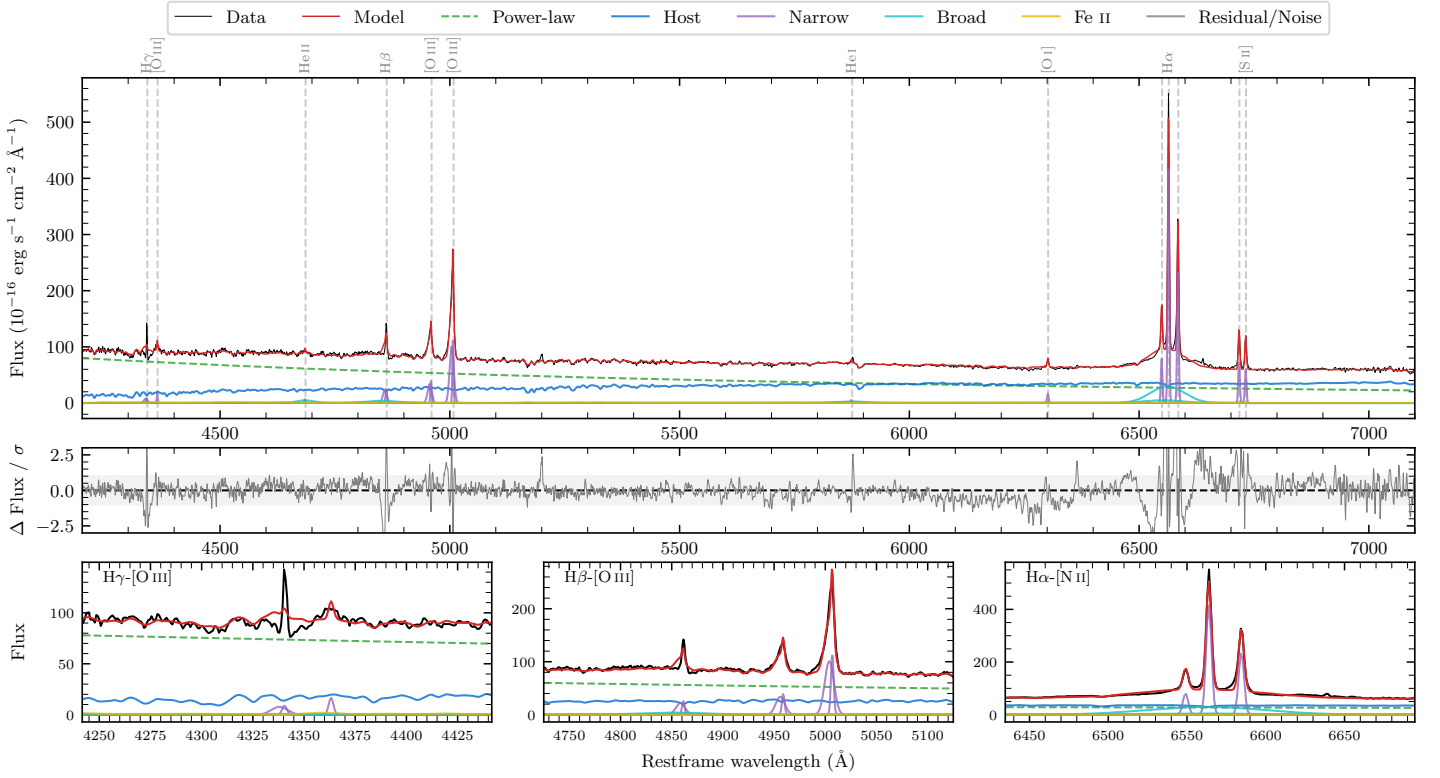 Data Model Power-law Host Narrow Broad Fe II Residual/Noise
Hγ [O III] He II Hβ [O III] [O III] He I [O I] Hα [S II]
Flux (10⁻¹⁶ erg s⁻¹ cm⁻² Å⁻¹)
500
400
300
200
100
0
4500 5000 5500 6000 6500 7000
Δ Flux / σ
2.5
0.0
−2.5
4500 5000 5500 6000 6500 7000
Hγ-[O III]
Flux
100
50
0
4250 4275 4300 4325 4350 4375 4400 4425
Hβ-[O III]
200
100
0
4750 4800 4850 4900 4950 5000 5050 5100
Hα-[N II]
400
200
0
6450 6500 6550 6600 6650
Restframe wavelength (Å)